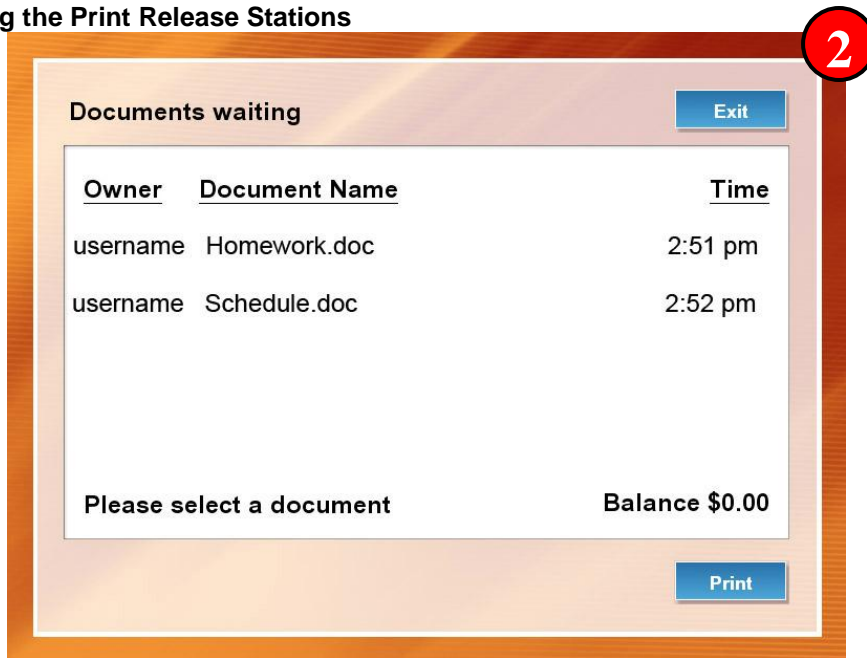 g the Print Release Stations
2
Documents waiting Exit
Owner Document Name Time
username Homework.doc 2:51 pm
username Schedule.doc 2:52 pm
Please select a document Balance $0.00
Print